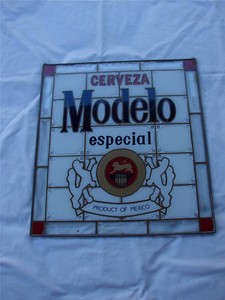 CERVEZA
Modelo
especial
PRODUCT OF MEXICO